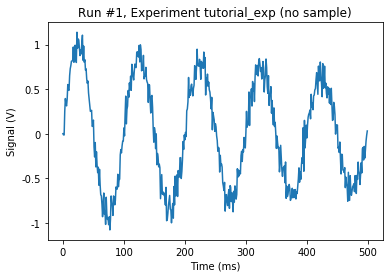 Run #1, Experiment tutorial_exp (no sample)
1
0.5
0
-0.5
-1
Signal (V)
0 100 200 300 400 500
Time (ms)